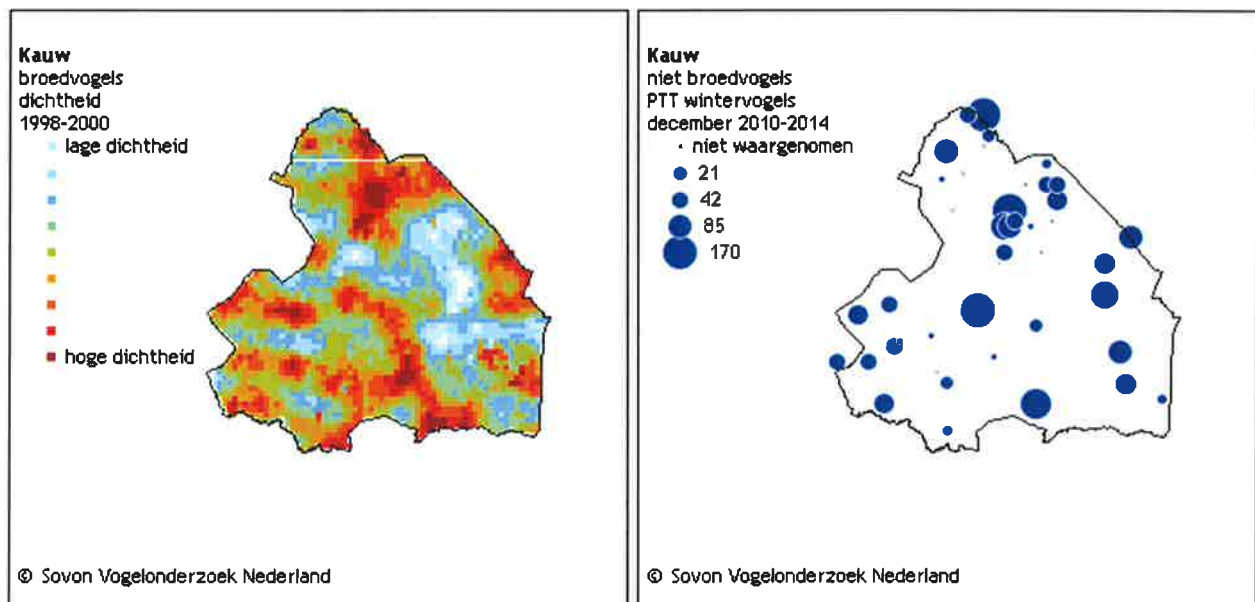 Kauw
broedvogels
dichtheid
1998-2000
lage dichtheid
hoge dichtheid
© Sovon Vogelonderzoek Nederland
Kauw
niet broedvogels
PTT wintervogels
december 2010-2014
niet waargenomen
21
42
85
170
© Sovon Vogelonderzoek Nederland